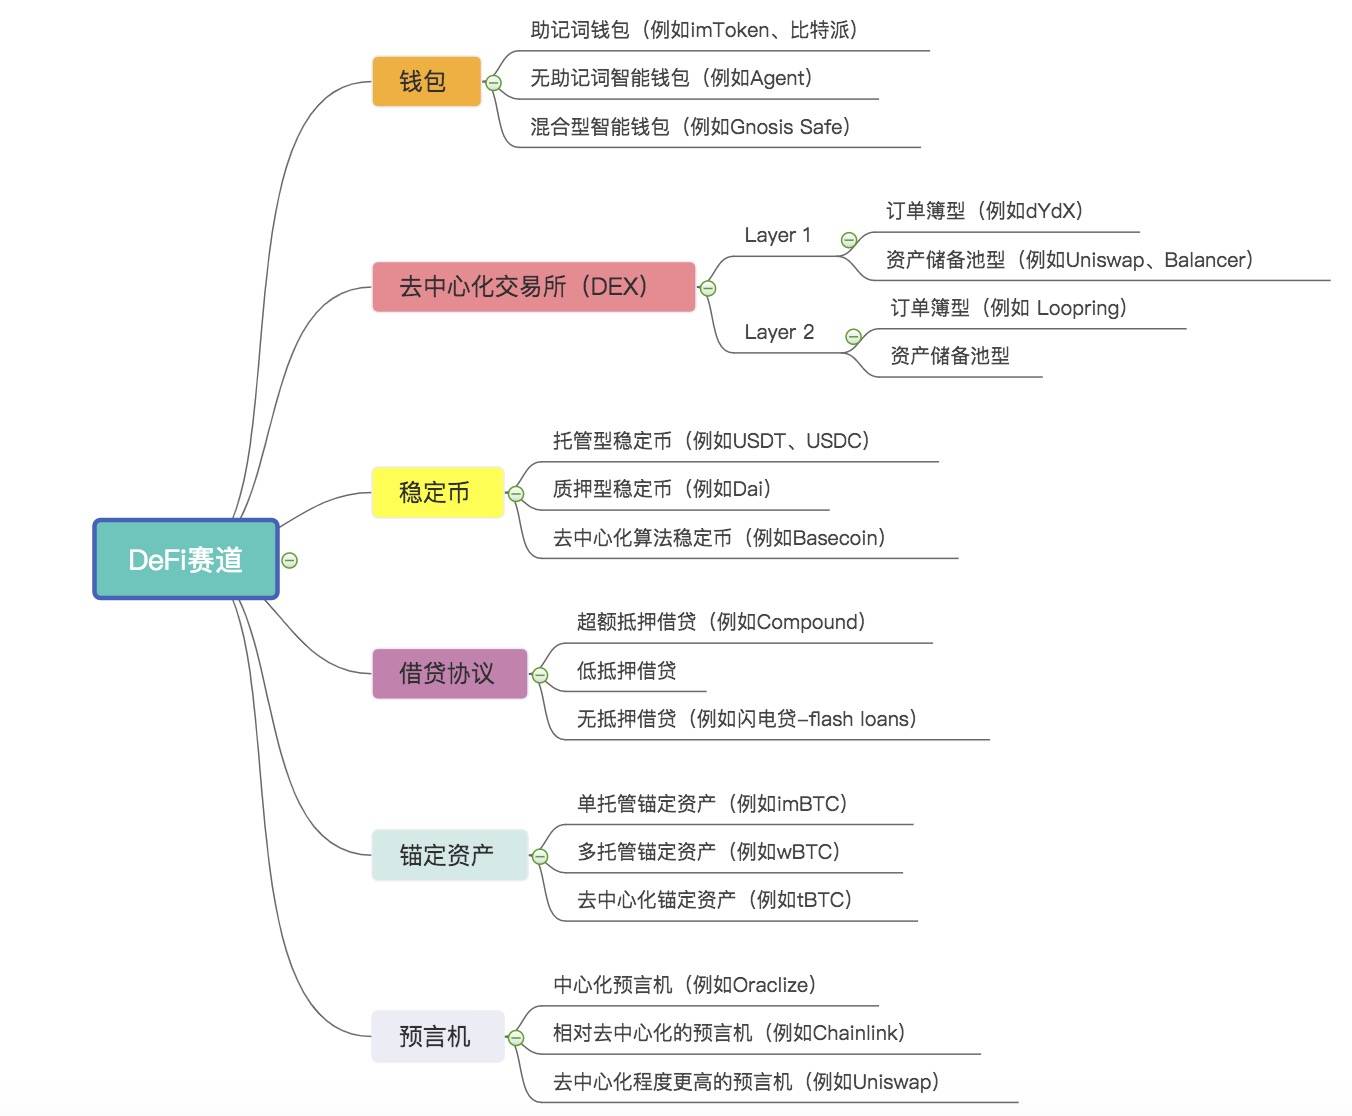 助记词钱包（例如imToken、比特派）
钱包
无助记词智能钱包（例如Agent）
混合型智能钱包（例如Gnosis Safe）
订单簿型（例如dYdX）
Layer 1
资产储备池型（例如Uniswap、Balancer）
去中心化交易所（DEX）
订单簿型（例如 Loopring）
Layer 2
资产储备池型
托管型稳定币（例如USDT、USDC）
稳定币
质押型稳定币（例如Dai）
去中心化算法稳定币（例如Basecoin）
DeFi赛道
超额抵押借贷（例如Compound）
借贷协议
低抵押借贷
无抵押借贷（例如闪电贷–flash loans）
单托管锚定资产（例如imBTC）
锚定资产
多托管锚定资产（例如wBTC）
去中心化锚定资产（例如tBTC）
中心化预言机（例如Oraclize）
预言机
相对去中心化的预言机（例如Chainlink）
去中心化程度更高的预言机（例如Uniswap）